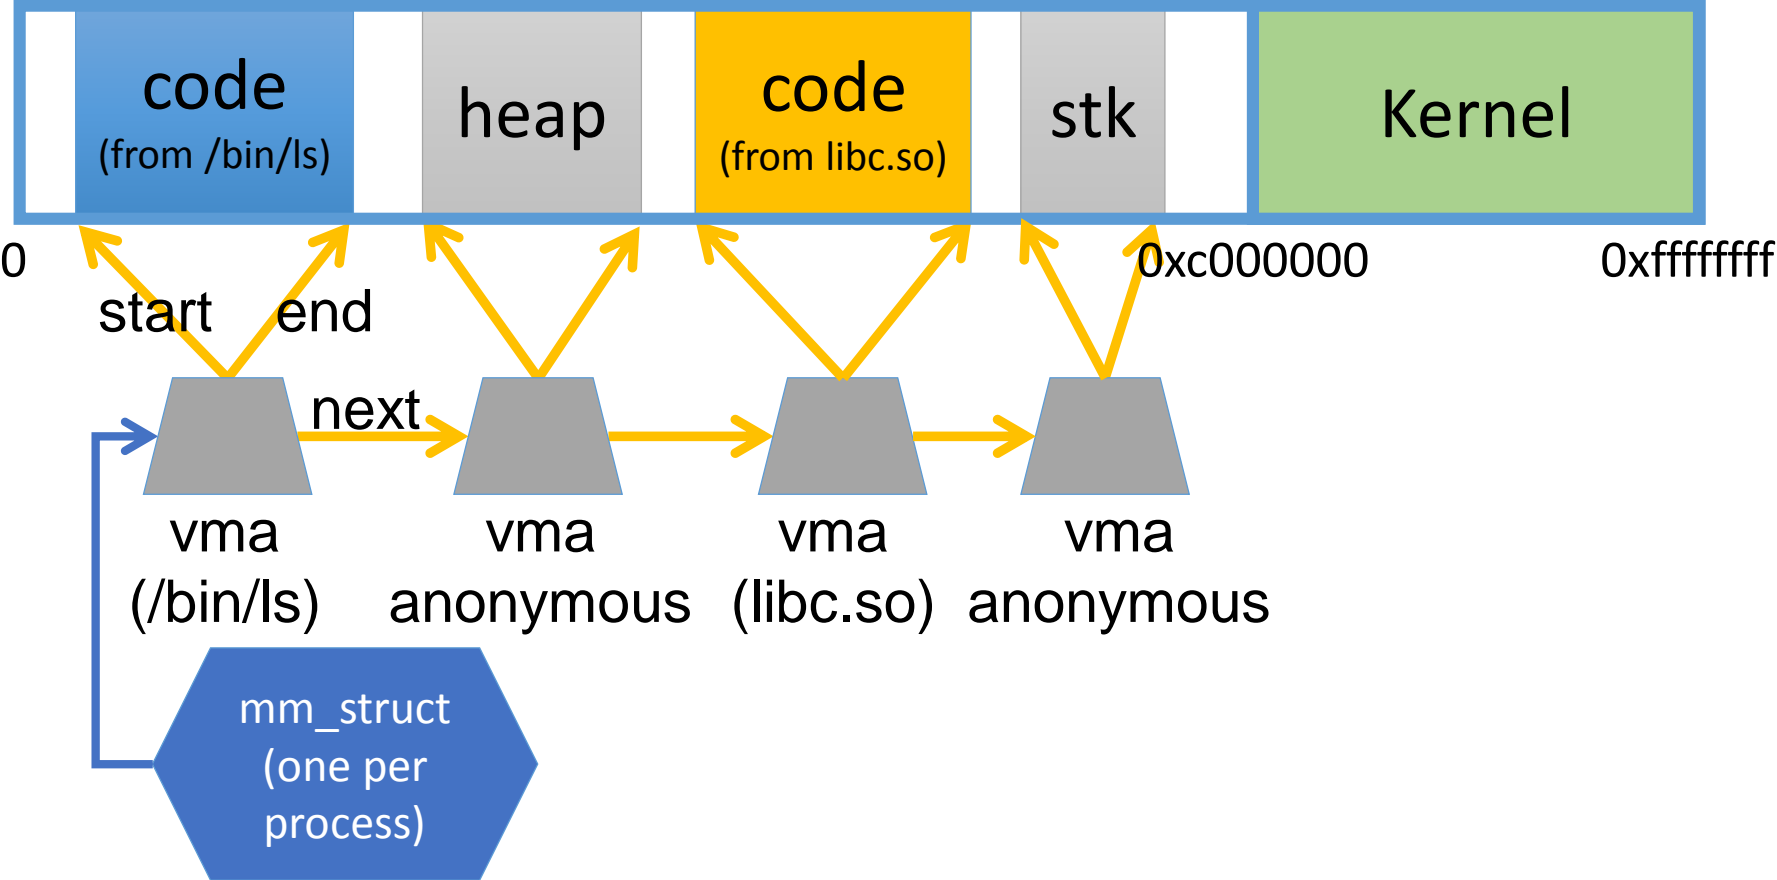 code
(from /bin/ls)
heap
code
(from libc.so)
stk
Kernel
0
0xc000000
0xffffffff
start
end
next
vma
(/bin/ls)
vma
anonymous
vma
(libc.so)
vma
anonymous
mm_struct
(one per
process)